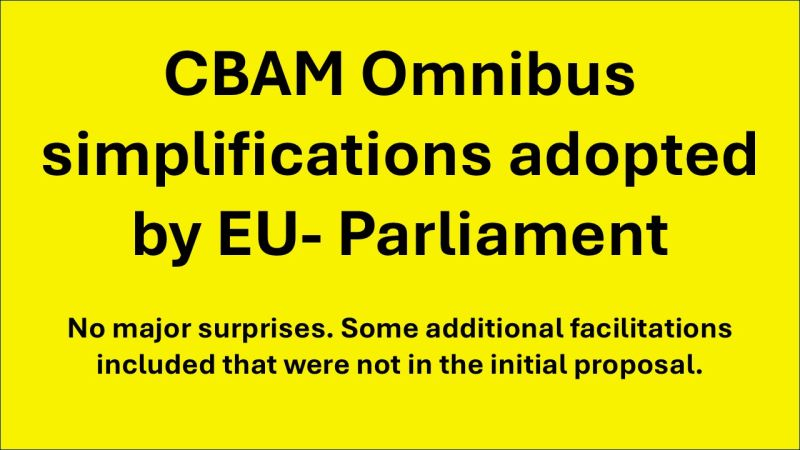 CBAM Omnibus
simplifications adopted
by EU- Parliament
No major surprises. Some additional facilitations
included that were not in the initial proposal.